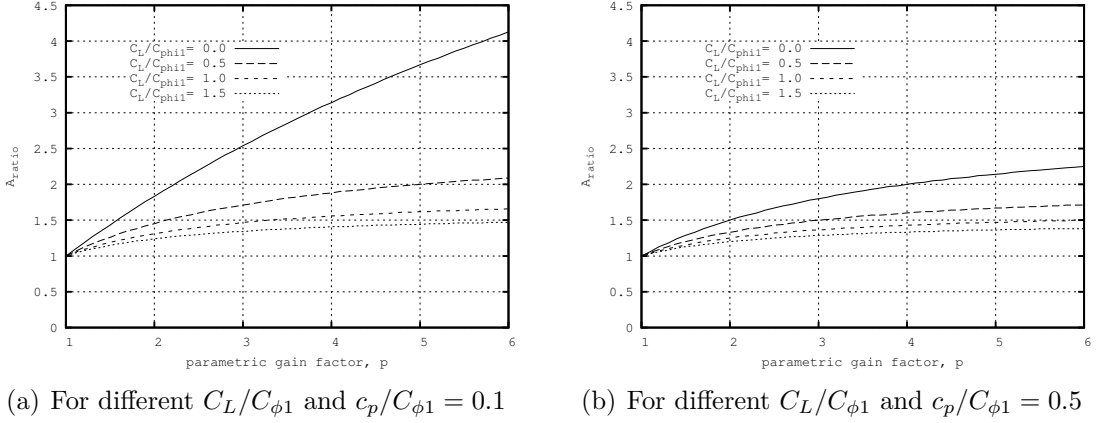 4.5
4
3.5
3
2.5
2
1.5
1
0.5
0
A_ratio
C_L/C_phi1= 0.0
C_L/C_phi1= 0.5
C_L/C_phi1= 1.0
C_L/C_phi1= 1.5
1 2 3 4 5 6
parametric gain factor, p
(a) For different C_L/C_ϕ1 and c_p/C_ϕ1 = 0.1
4.5
4
3.5
3
2.5
2
1.5
1
0.5
0
A_ratio
C_L/C_phi1= 0.0
C_L/C_phi1= 0.5
C_L/C_phi1= 1.0
C_L/C_phi1= 1.5
1 2 3 4 5 6
parametric gain factor, p
(b) For different C_L/C_ϕ1 and c_p/C_ϕ1 = 0.5